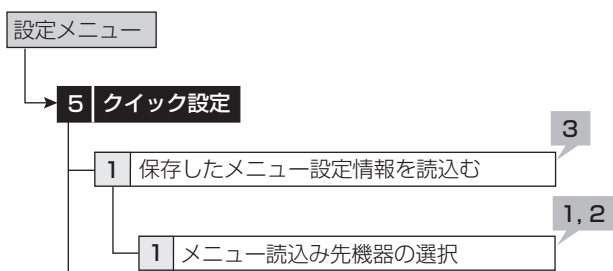 設定メニュー
5 クイック設定
3
1 保存したメニュー設定情報を読込む
1, 2
1 メニュー読込み先機器の選択